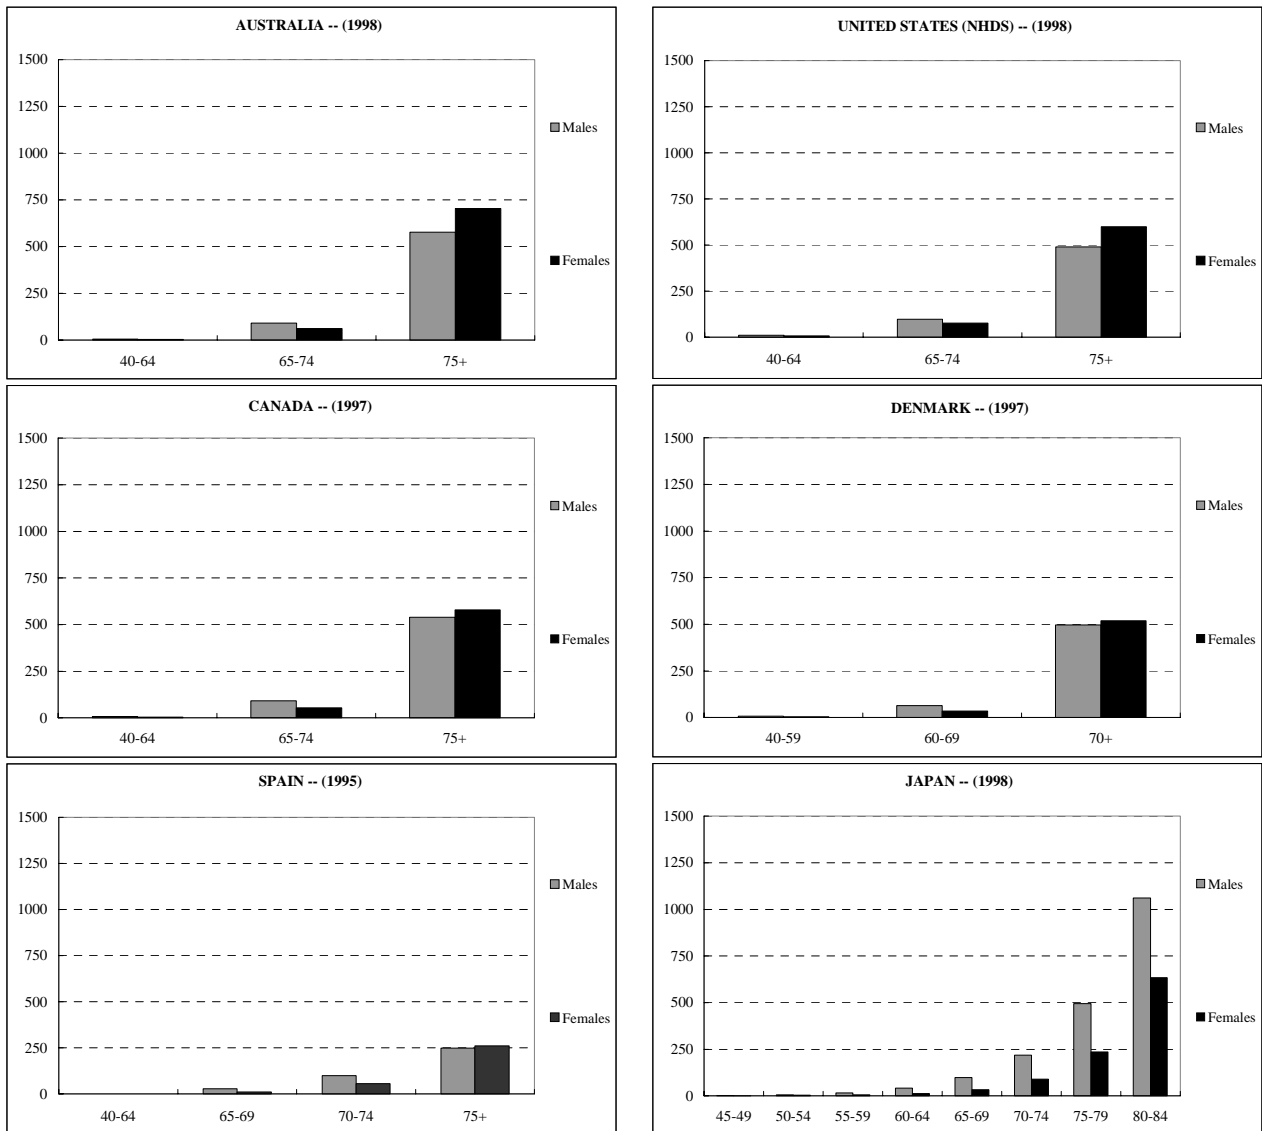 AUSTRALIA -- (1998)
1500
1250
1000
750
500
250
0
40-64 65-74 75+
Males
Females
UNITED STATES (NHDS) -- (1998)
1500
1250
1000
750
500
250
0
40-64 65-74 75+
Males
Females
CANADA -- (1997)
1500
1250
1000
750
500
250
0
40-64 65-74 75+
Males
Females
DENMARK -- (1997)
1500
1250
1000
750
500
250
0
40-59 60-69 70+
Males
Females
SPAIN -- (1995)
1500
1250
1000
750
500
250
0
40-64 65-69 70-74 75+
Males
Females
JAPAN -- (1998)
1500
1250
1000
750
500
250
0
45-49 50-54 55-59 60-64 65-69 70-74 75-79 80-84
Males
Females